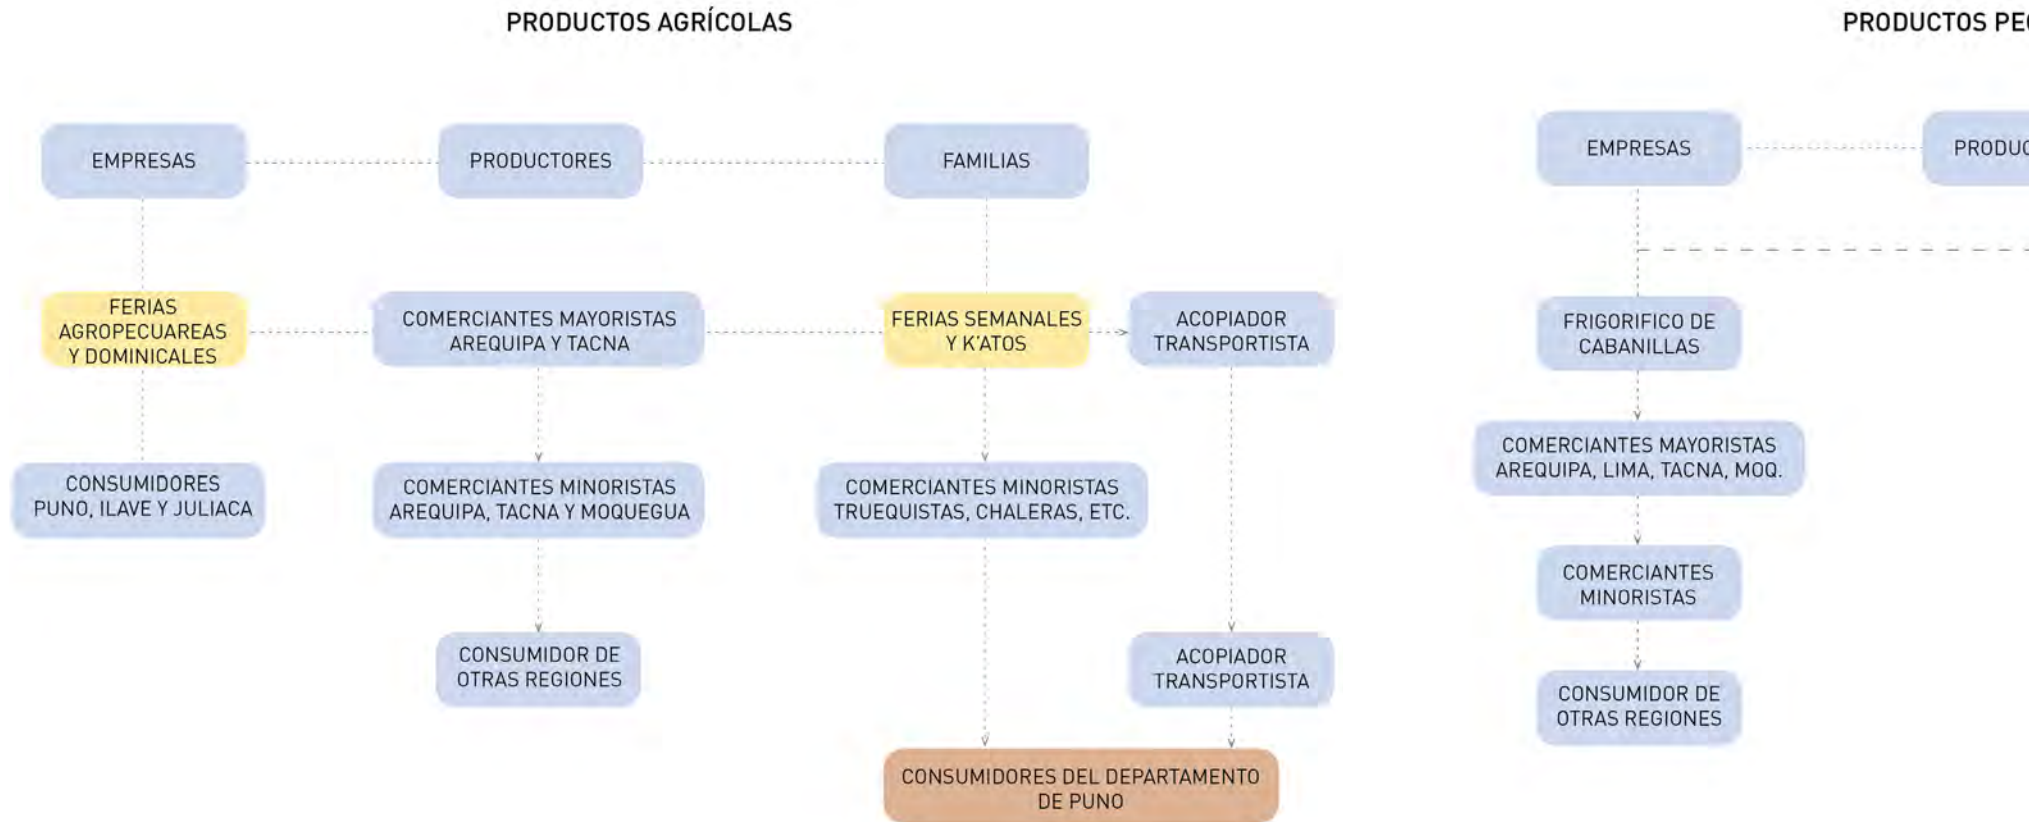 PRODUCTOS AGRÍCOLAS
EMPRESAS
PRODUCTORES
FAMILIAS
FERIAS
AGROPECUAREAS
Y DOMINICALES
COMERCIANTES MAYORISTAS
AREQUIPA Y TACNA
FERIAS SEMANALES
Y K'ATOS
ACOPIADOR
TRANSPORTISTA
CONSUMIDORES
PUNO, ILAVE Y JULIACA
COMERCIANTES MINORISTAS
AREQUIPA, TACNA Y MOQUEGUA
COMERCIANTES MINORISTAS
TRUEQUISTAS, CHALERAS, ETC.
CONSUMIDOR DE
OTRAS REGIONES
ACOPIADOR
TRANSPORTISTA
CONSUMIDORES DEL DEPARTAMENTO
DE PUNO
PRODUCTOS
EMPRESAS
FRIGORIFICO DE
CABANILLAS
COMERCIANTES MAYORISTAS
AREQUIPA, LIMA, TACNA, MOQ.
COMERCIANTES
MINORISTAS
CONSUMIDOR DE
OTRAS REGIONES